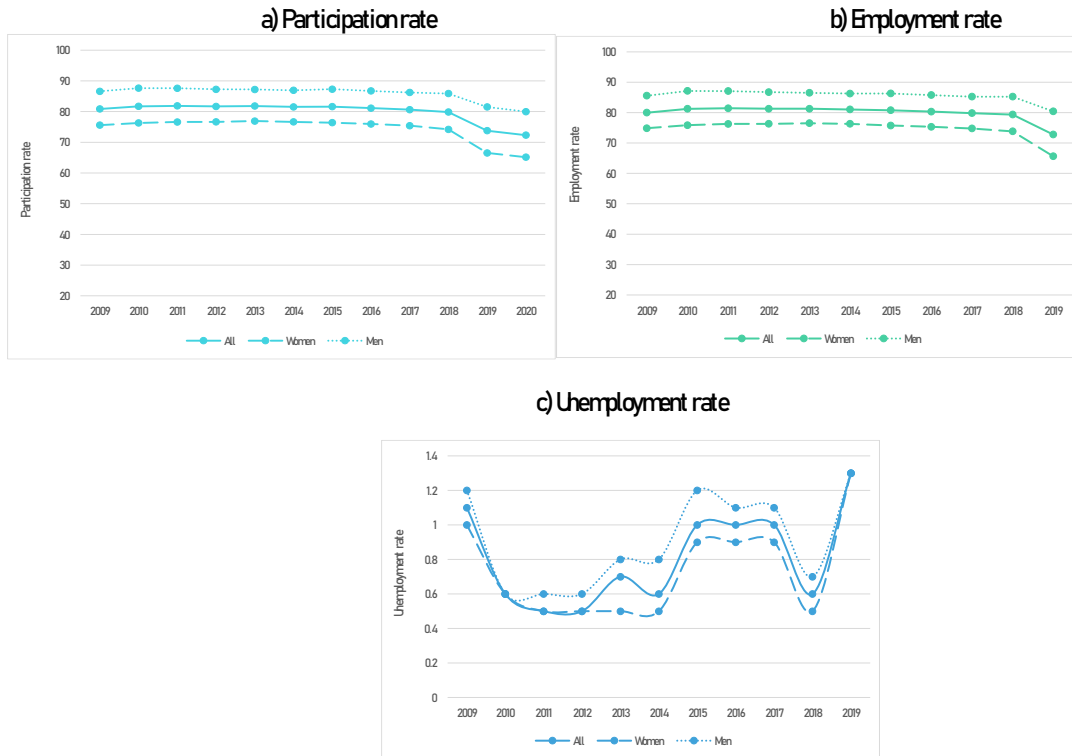 a) Participation rate
100
90
80
70
60
50
40
30
20
Participation rate
2009 2010 2011 2012 2013 2014 2015 2016 2017 2018 2019 2020
All Women Men
b) Employment rate
100
90
80
70
60
50
40
30
20
Employment rate
2009 2010 2011 2012 2013 2014 2015 2016 2017 2018 2019
All Women Men
c) Unemployment rate
1.4
1.2
1
0.8
0.6
0.4
0.2
0
Unemployment rate
2009 2010 2011 2012 2013 2014 2015 2016 2017 2018 2019
All Women Men